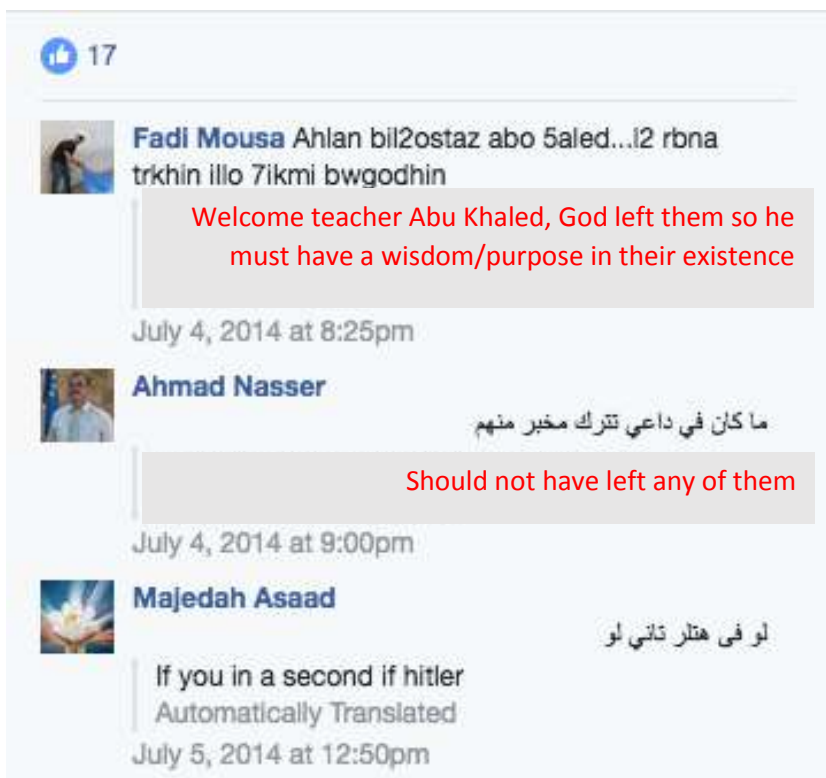 17
Fadi Mousa Ahlan bil2ostaz abo 5aled...l2 rbna
trkhin illo 7ikmi bwgodhin
Welcome teacher Abu Khaled, God left them so he
must have a wisdom/purpose in their existence
July 4, 2014 at 8:25pm
Ahmad Nasser
ما كان في داعي تترك مخبر منهم
Should not have left any of them
July 4, 2014 at 9:00pm
Majedah Asaad
لو فى هتلر تاني لو
If you in a second if hitler
Automatically Translated
July 5, 2014 at 12:50pm